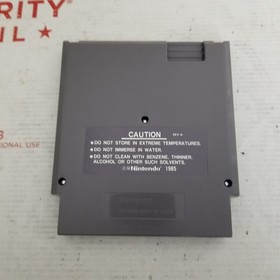 URITY
IL
ONAL USE
CAUTION
REV-A
●DO NOT STORE IN EXTREME TEMPERATURES.
●DO NOT IMMERSE IN WATER.
●DO NOT CLEAN WITH BENZENE, THINNER,
ALCOHOL OR OTHER SUCH SOLVENTS.
©Nintendo 1985